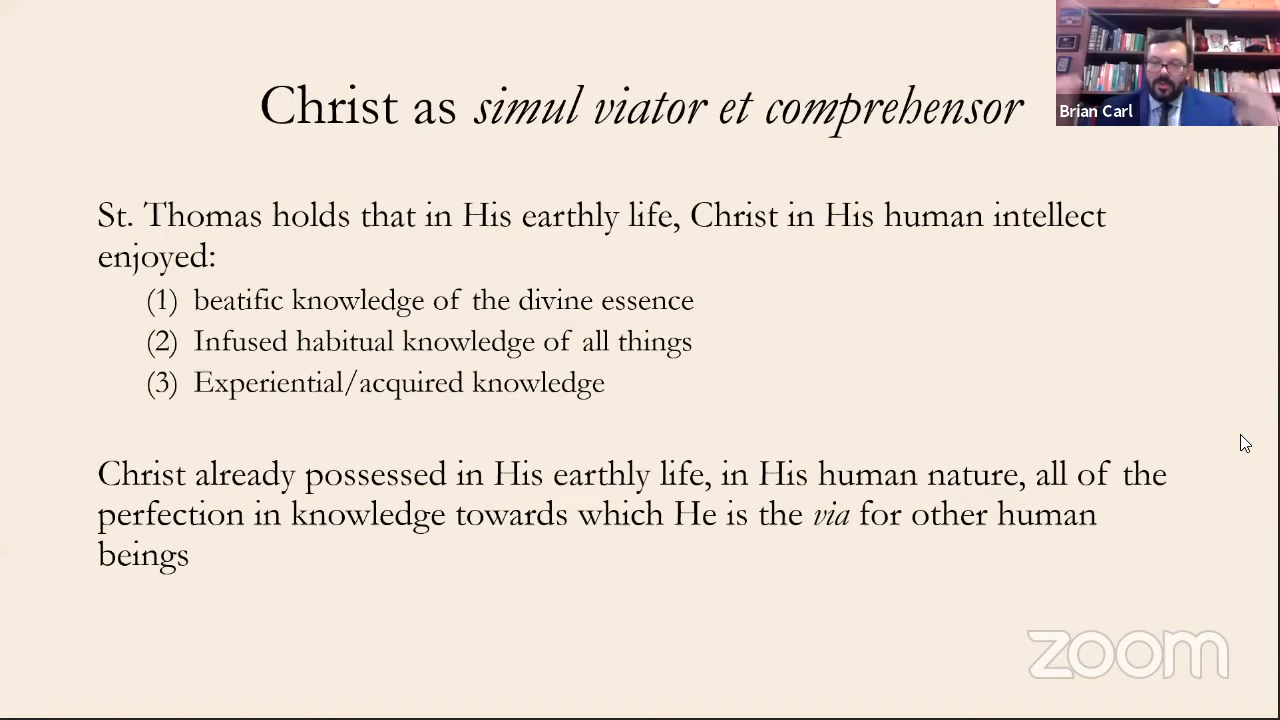 Christ as simul viator et comprehensor
Brian Carl
St. Thomas holds that in His earthly life, Christ in His human intellect
enjoyed:
(1) beatific knowledge of the divine essence
(2) Infused habitual knowledge of all things
(3) Experiential/acquired knowledge
Christ already possessed in His earthly life, in His human nature, all of the
perfection in knowledge towards which He is the via for other human
beings
zoom